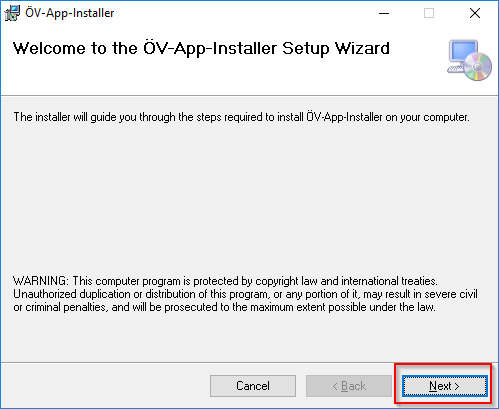 ÖV-App-Installer
Welcome to the ÖV-App-Installer Setup Wizard
The installer will guide you through the steps required to install ÖV-App-Installer on your computer.
WARNING: This computer program is protected by copyright law and international treaties.
Unauthorized duplication or distribution of this program, or any portion of it, may result in severe civil
or criminal penalties, and will be prosecuted to the maximum extent possible under the law.
Cancel
< Back
Next >